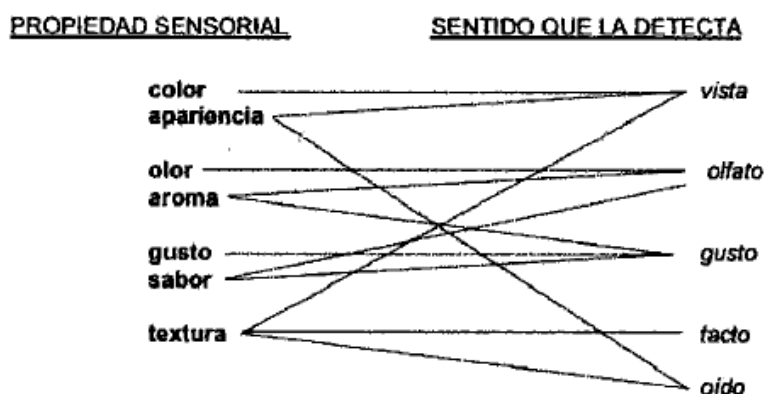 PROPIEDAD SENSORIAL SENTIDO QUE LA DETECTA
color vista
apariencia
olor olfato
aroma
gusto gusto
sabor
textura tacto
oido